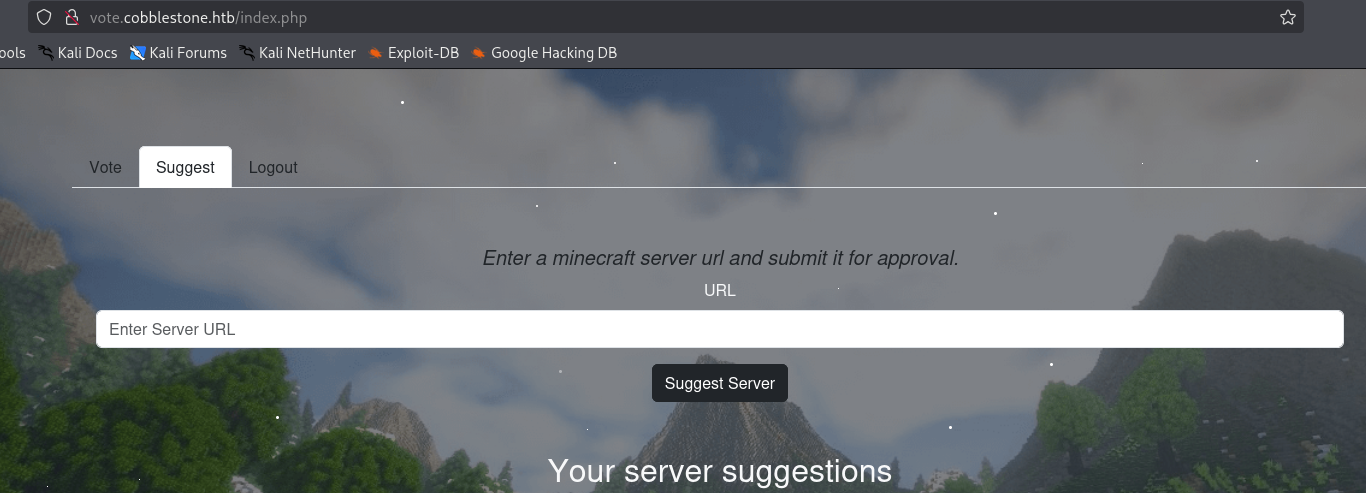 vote.cobblestone.htb/index.php
ools Kali Docs Kali Forums Kali NetHunter Exploit-DB Google Hacking DB
Vote Suggest Logout
Enter a minecraft server url and submit it for approval.
URL
Enter Server URL
Suggest Server
Your server suggestions